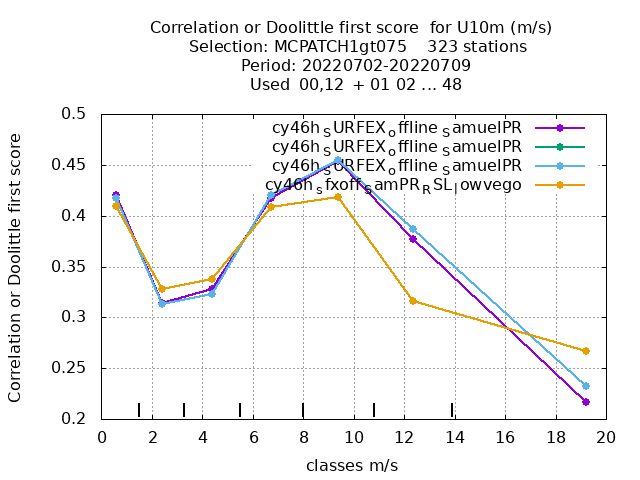 Correlation or Doolittle first score  for U10m (m/s)
Selection: MCPATCH1gt075    323 stations
Period: 20220702-20220709
Used  00,12  + 01 02 ... 48
Correlation or Doolittle first score
0.5
0.45
0.4
0.35
0.3
0.25
0.2
cy46h_SURFEX_offline_SamuelPR
cy46h_SURFEX_offline_SamuelPR
cy46h_SURFEX_offline_SamuelPR
cy46h_sfxoff_SamPR_RSL_lowvego
0 2 4 6 8 10 12 14 16 18 20
classes m/s